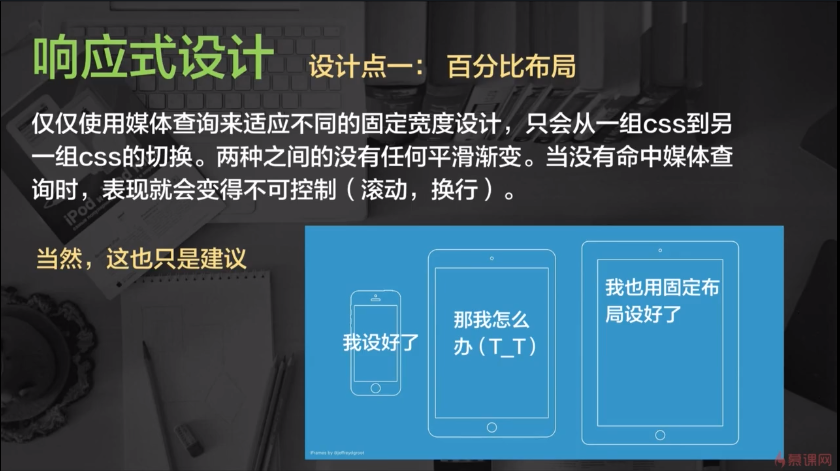 响应式设计
设计点一： 百分比布局
仅仅使用媒体查询来适应不同的固定宽度设计，只会从一组css到另
一组css的切换。两种之间的没有任何平滑渐变。当没有命中媒体查
询时，表现就会变得不可控制（滚动，换行）。
当然，这也只是建议
我设好了
那我怎么
办（T_T）
我也用固定布
局设好了
iPod
慕课网